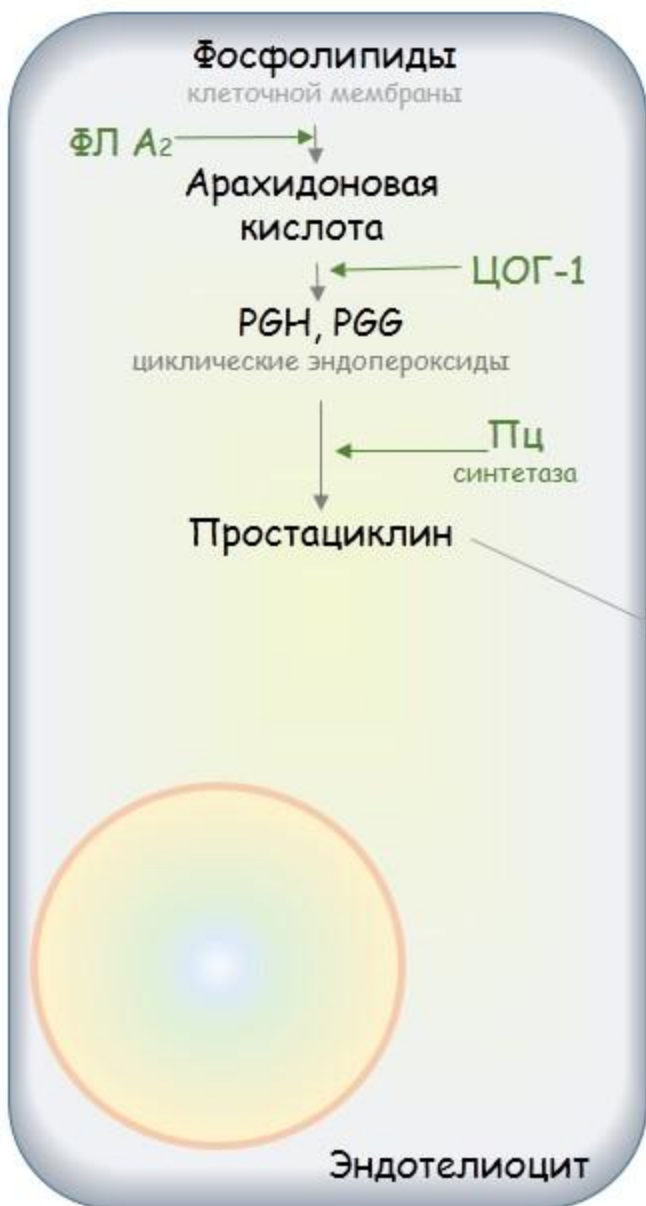 Фосфолипиды
клеточной мембраны
ФЛ А₂
Арахидоновая
кислота
ЦОГ-1
PGH, PGG
циклические эндопероксиды
Пц
синтетаза
Простациклин
Эндотелиоцит